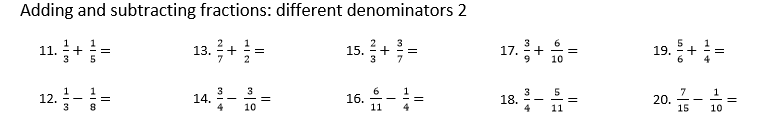 Adding and subtracting fractions: different denominators 2
11. 1/3 + 1/5 = 13. 2/7 + 1/2 = 15. 2/3 + 3/7 = 17. 3/9 + 6/10 = 19. 5/6 + 1/4 =
12. 1/3 − 1/8 = 14. 3/4 − 3/10 = 16. 6/11 − 1/4 = 18. 3/4 − 5/11 = 20. 7/15 − 1/10 =